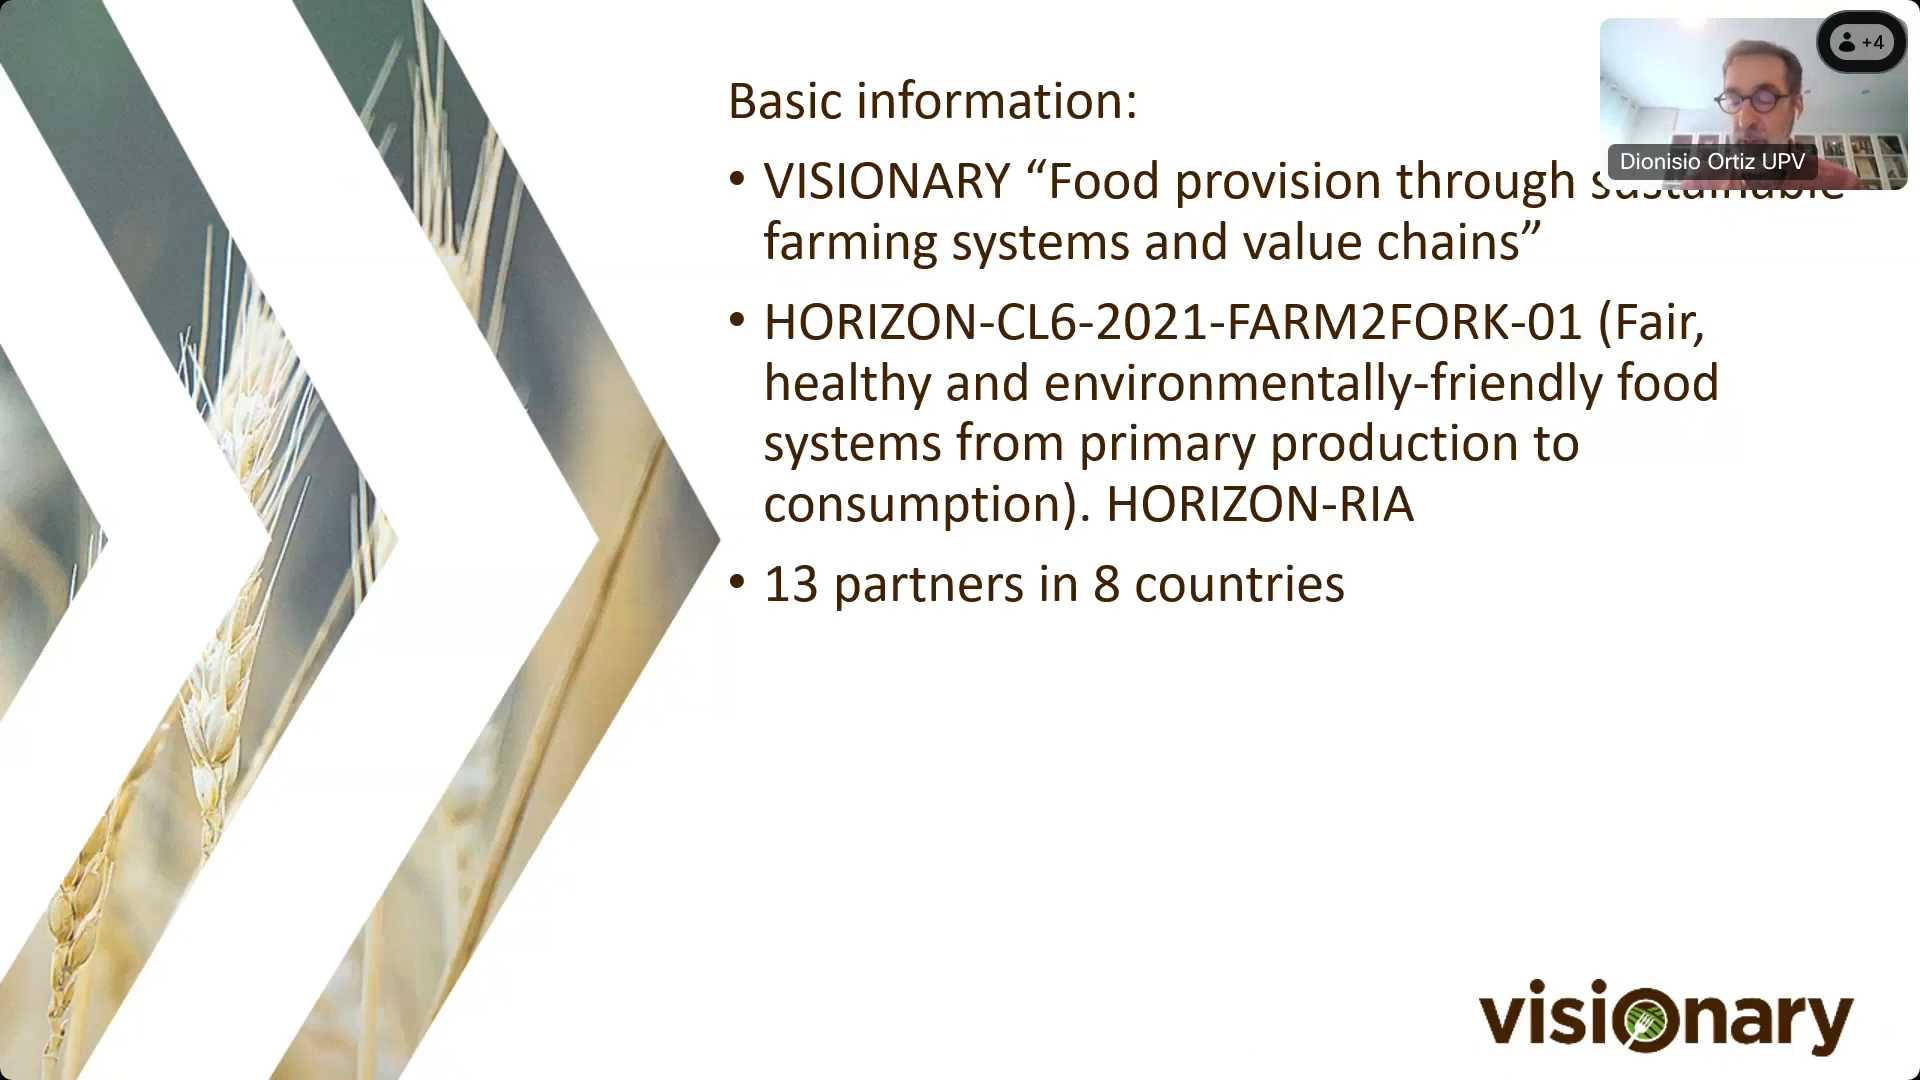 +4
Dionisio Ortiz UPV
Basic information:
• VISIONARY “Food provision through sustainable
farming systems and value chains”
• HORIZON-CL6-2021-FARM2FORK-01 (Fair,
healthy and environmentally-friendly food
systems from primary production to
consumption). HORIZON-RIA
• 13 partners in 8 countries
visionary